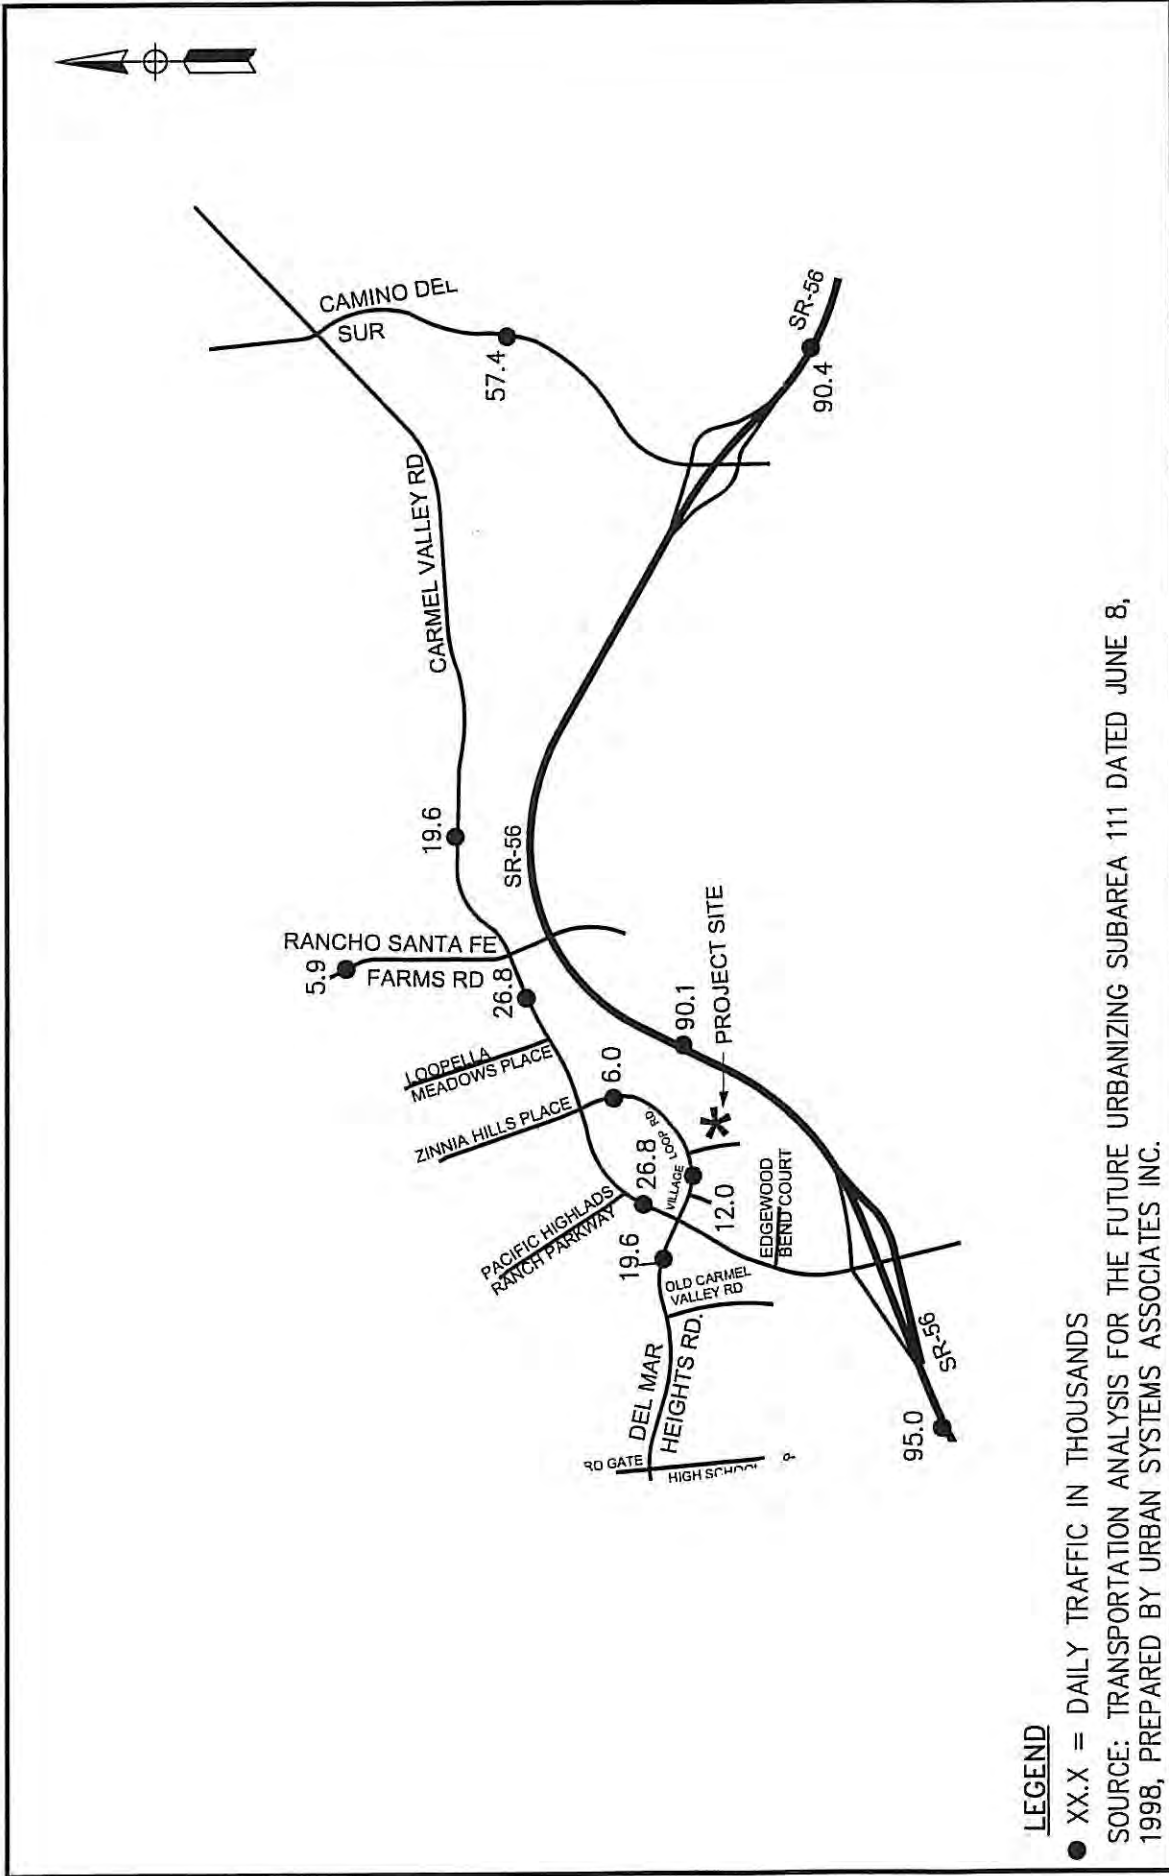 CAMINO DEL
SUR
57.4
SR-56
90.4
CARMEL VALLEY RD
19.6
SR-56
RANCHO SANTA FE
FARMS RD
5.9
26.8
LOOPELLA
MEADOWS PLACE
ZINNIA HILLS PLACE
6.0
90.1
PROJECT SITE
*
PACIFIC HIGHLADS
RANCH PARKWAY
26.8
VILLAGE LOOP RD
12.0
19.6
EDGEWOOD
BEND COURT
OLD CARMEL
VALLEY RD
DEL MAR
HEIGHTS RD.
RD GATE
HIGH SCHOOL
SR-56
95.0
LEGEND
● XX.X = DAILY TRAFFIC IN THOUSANDS
SOURCE: TRANSPORTATION ANALYSIS FOR THE FUTURE URBANIZING SUBAREA 111 DATED JUNE 8,
1998, PREPARED BY URBAN SYSTEMS ASSOCIATES INC.